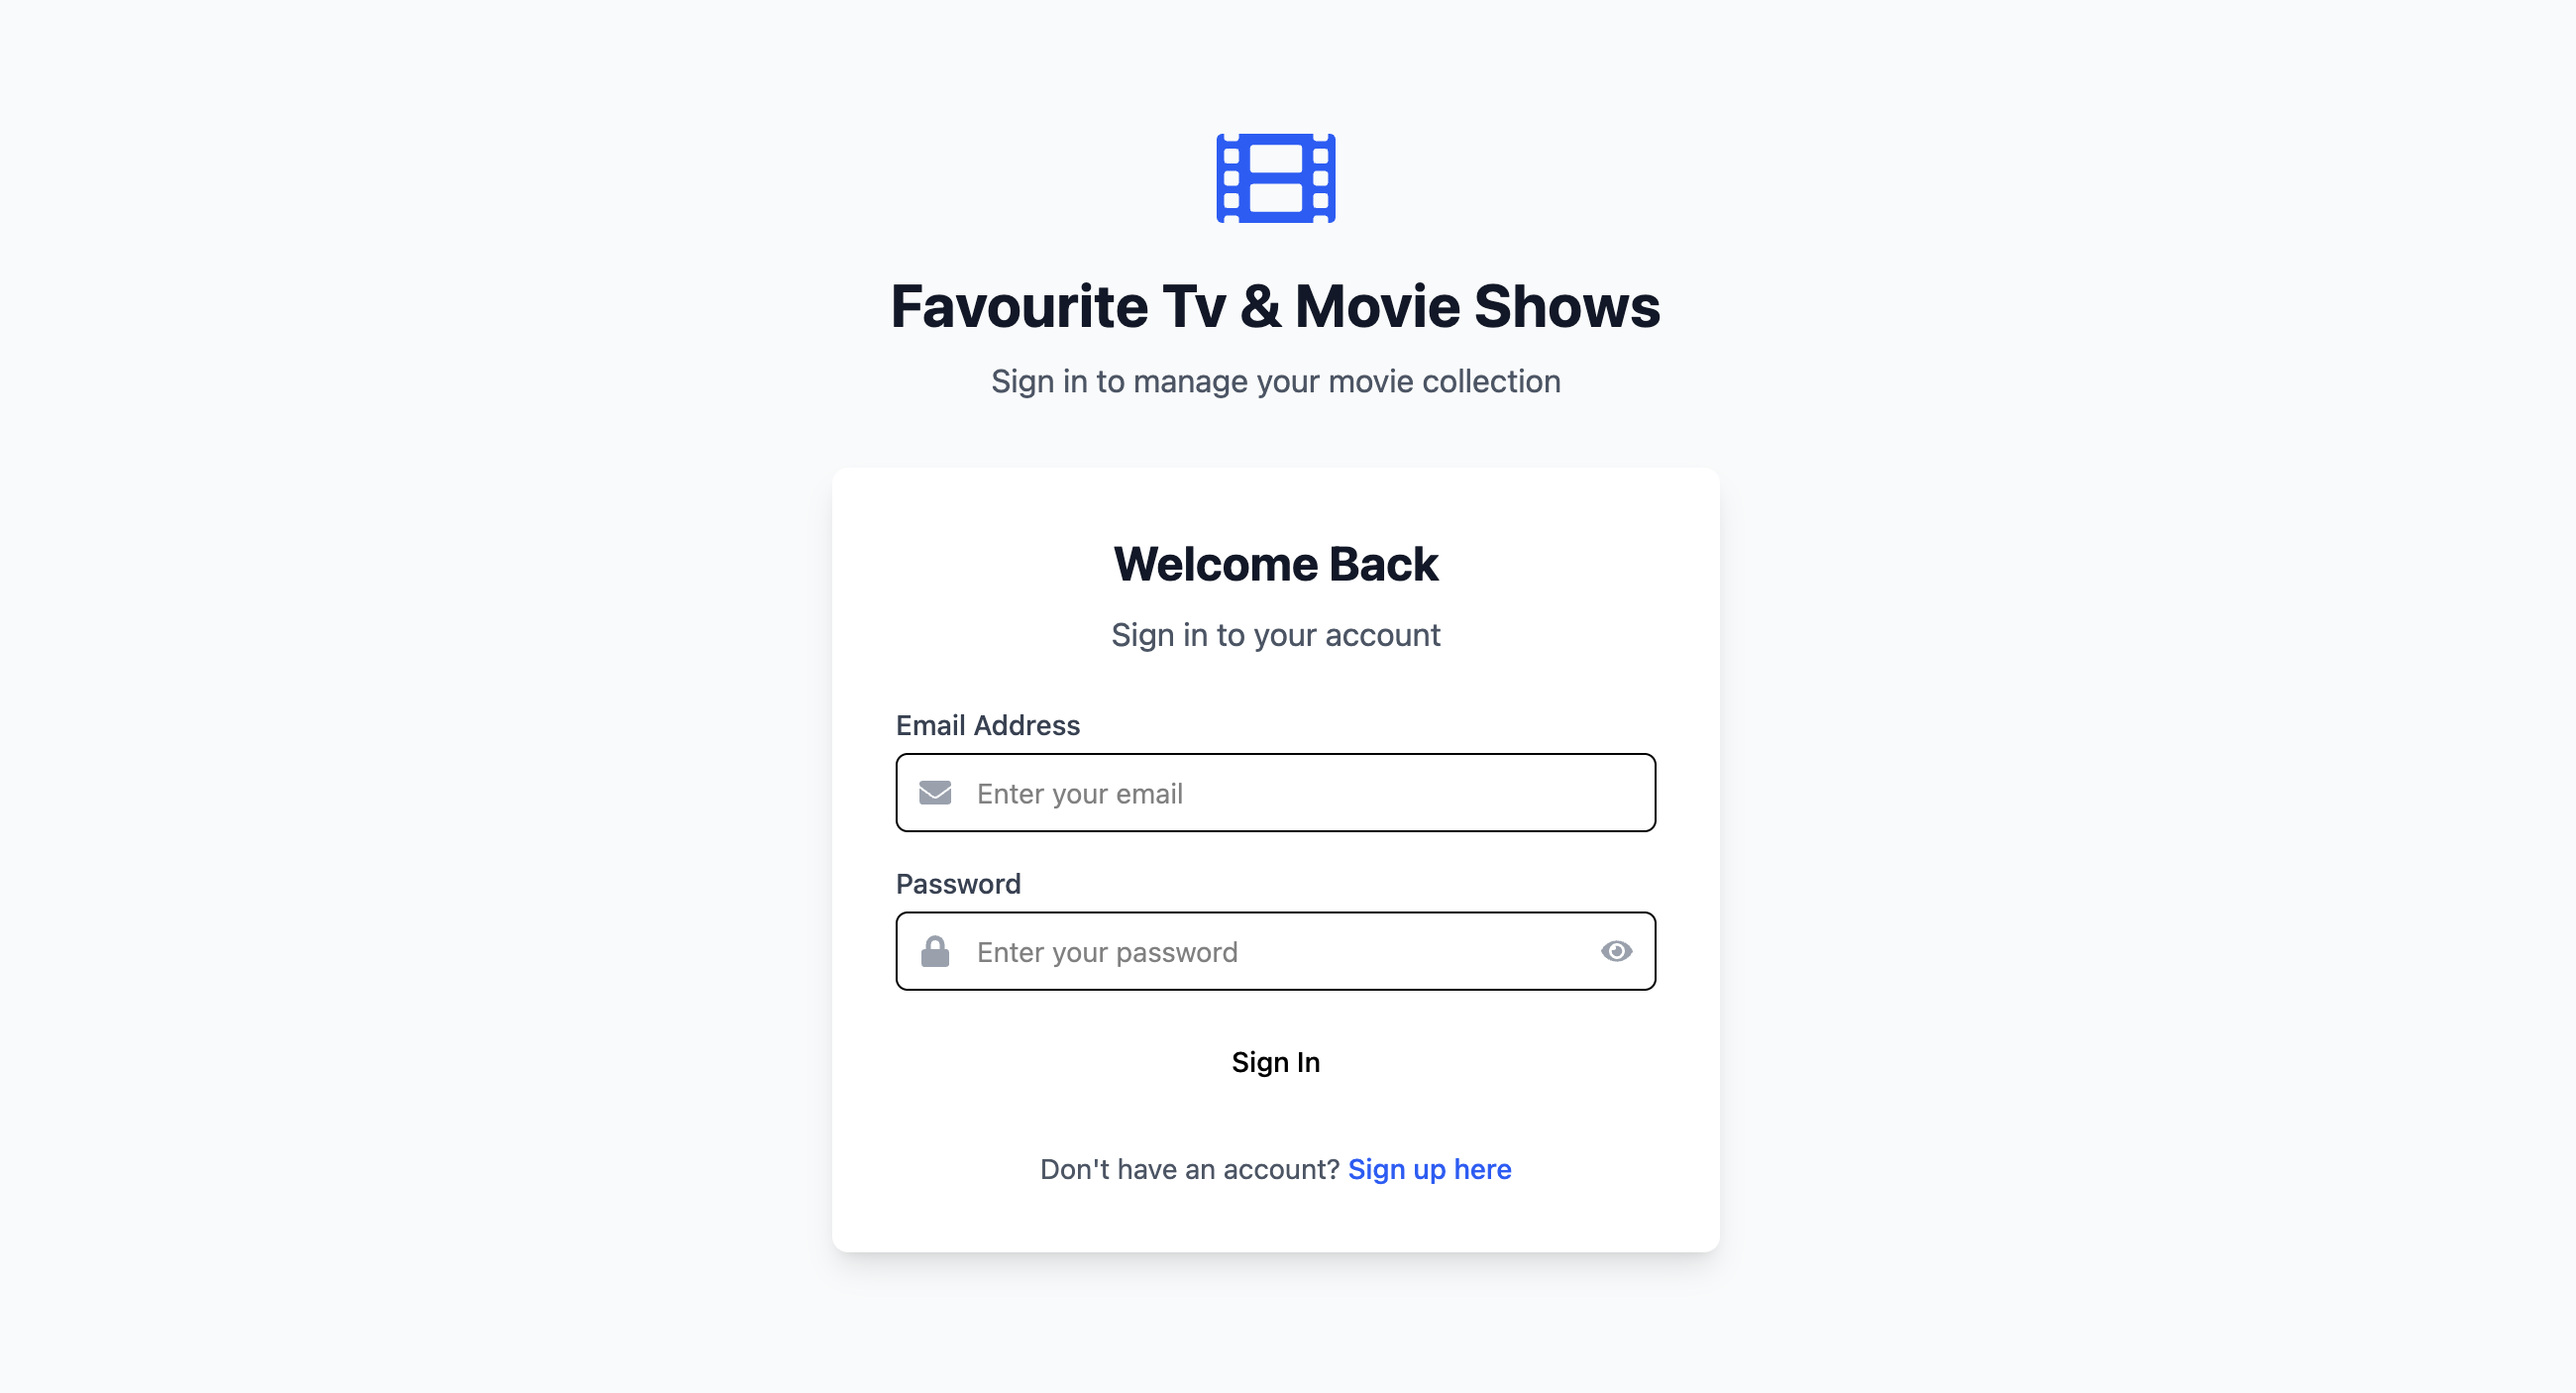 Favourite Tv & Movie Shows
Sign in to manage your movie collection
Welcome Back
Sign in to your account
Email Address
Enter your email
Password
Enter your password
Sign In
Don't have an account? Sign up here